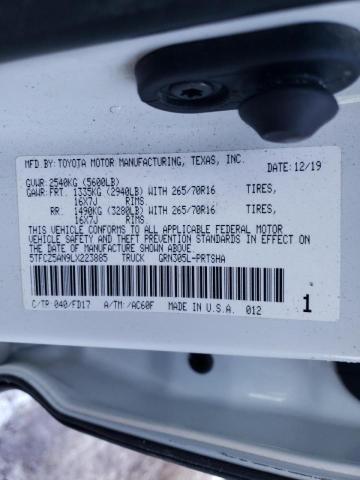 MFD BY: TOYOTA MOTOR MANUFACTURING, TEXAS, INC. 12/19
GVWR 2540KG (5600LB)
GAWR FRT. 1335KG (2940LB) WITH 265/70R16 TIRES,
16X7J RIMS
RR. 1490KG (3280LB) WITH 265/70R16 TIRES,
16X7J RIMS
THIS VEHICLE CONFORMS TO ALL APPLICABLE FEDERAL MOTOR
VEHICLE SAFETY AND THEFT PREVENTION STANDARDS IN EFFECT
ON THE DATE OF MANUFACTURE SHOWN ABOVE.
5TFCZ5AN9LX223885 TRUCK GRN305L-PRTSHA
C/TR:040/FD17 A/TM:/AC60F MADE IN U.S.A. 012 1